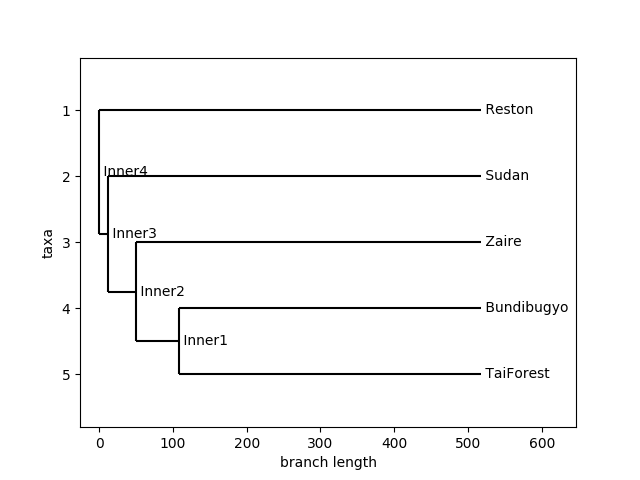 1
Reston
Inner4
2
Sudan
Inner3
taxa
3
Zaire
Inner2
4
Bundibugyo
Inner1
5
TaiForest
0 100 200 300 400 500 600
branch length